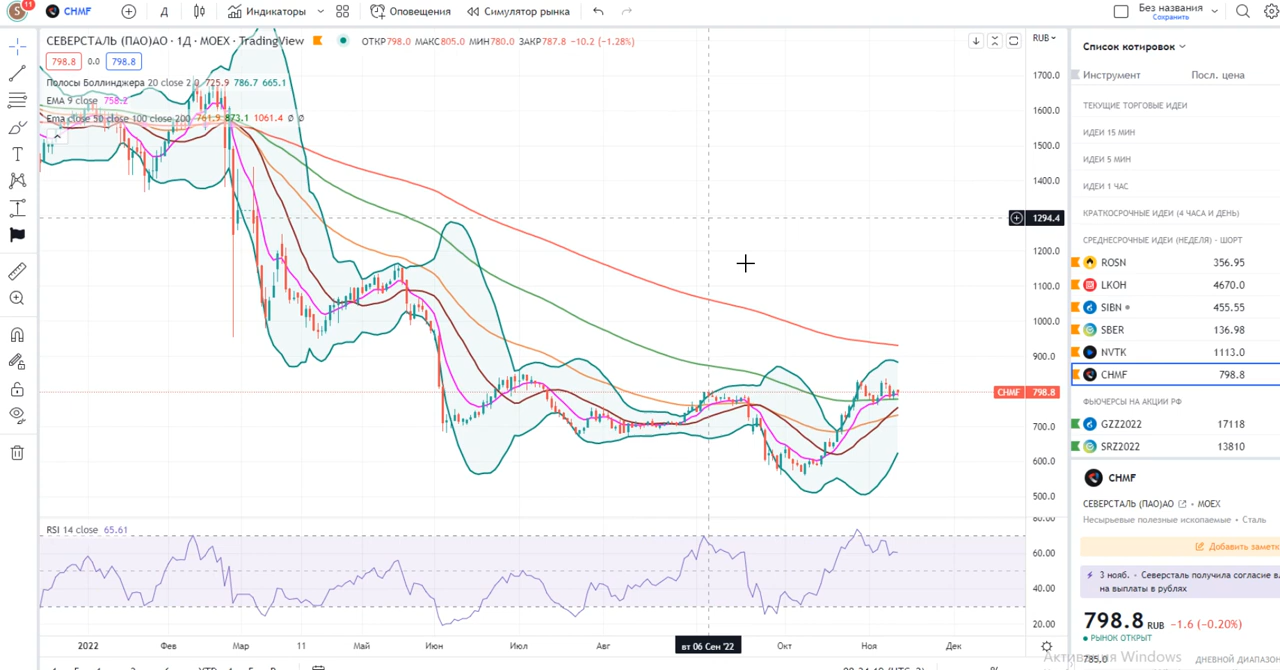 S 11 CHMF Д Индикаторы Оповещения Симулятор рынка Без названия
Сохранить
СЕВЕРСТАЛЬ (ПАО)АО · 1Д · MOEX · TradingView ОТКР798.0 МАКС805.0 МИН780.0 ЗАКР787.8 −10.2 (−1.28%)
RUB
798.8 0.0 798.8
Полосы Боллинджера 20 close 2 0 725.9 786.7 665.1
EMA 9 close 758.2
Ema close 50 close 100 close 200 761.9 873.1 1061.4 Ø Ø
1700.0
1600.0
1500.0
1400.0
1294.4
1200.0
1100.0
1000.0
900.0
CHMF 798.8
700.0
600.0
500.0
RSI 14 close 65.61
80.00
60.00
40.00
20.00
2022 Фев Мар 11 Май Июн Июл Авг вт 06 Сен '22 Окт Ноя Дек
Список котировок
Инструмент Посл. цена
ТЕКУЩИЕ ТОРГОВЫЕ ИДЕИ
ИДЕИ 15 МИН
ИДЕИ 5 МИН
ИДЕИ 1 ЧАС
КРАТКОСРОЧНЫЕ ИДЕИ (4 ЧАСА И ДЕНЬ)
СРЕДНЕСРОЧНЫЕ ИДЕИ (НЕДЕЛЯ) - ШОРТ
ROSN 356.95
LKOH 4670.0
SIBN 455.55
SBER 136.98
NVTK 1113.0
CHMF 798.8
ФЬЮЧЕРСЫ НА АКЦИИ РФ
GZZ2022 17118
SRZ2022 13810
CHMF
СЕВЕРСТАЛЬ (ПАО)АО · MOEX
Несырьевые полезные ископаемые · Сталь
Добавить заметк
3 нояб. · Северсталь получила согласие вл
на выплаты в рублях
798.8 RUB −1.6 (−0.20%)
РЫНОК ОТКРЫТ
Активация Windows
785.0 ДНЕВНОЙ ДИАПАЗОН